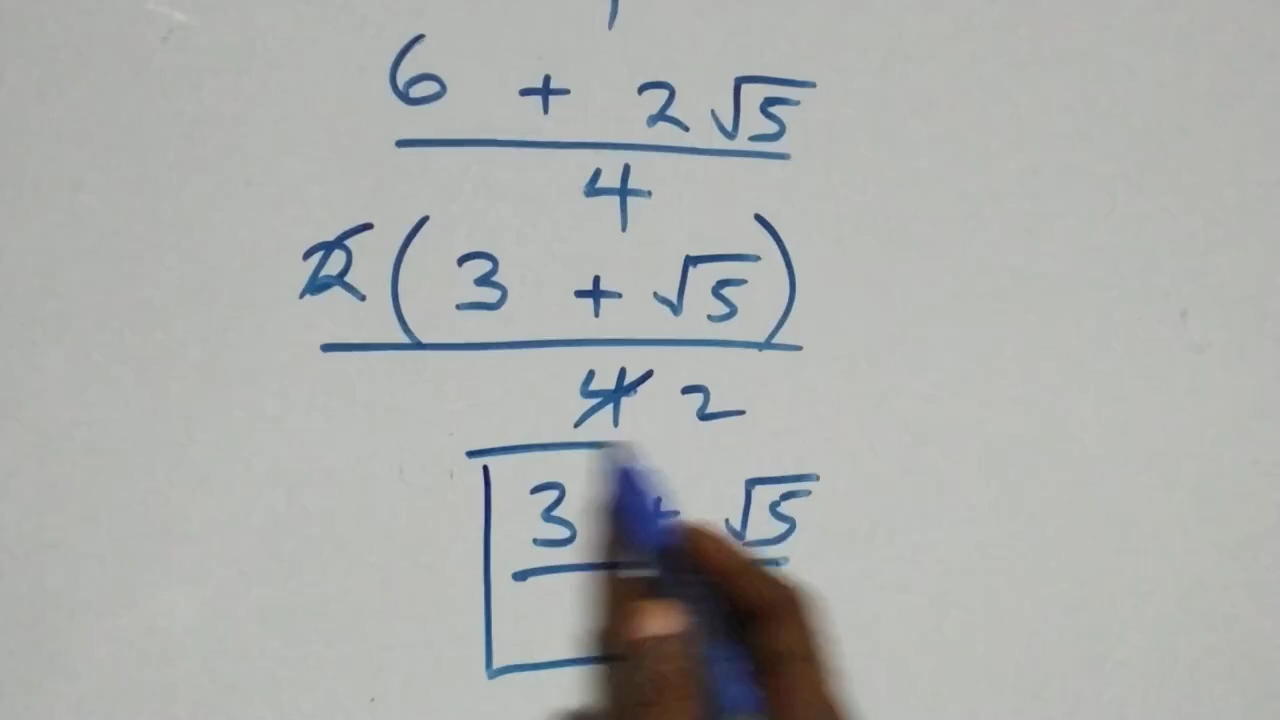 6 + 2√5
4
2(3 + √5)
4 2
3 + √5